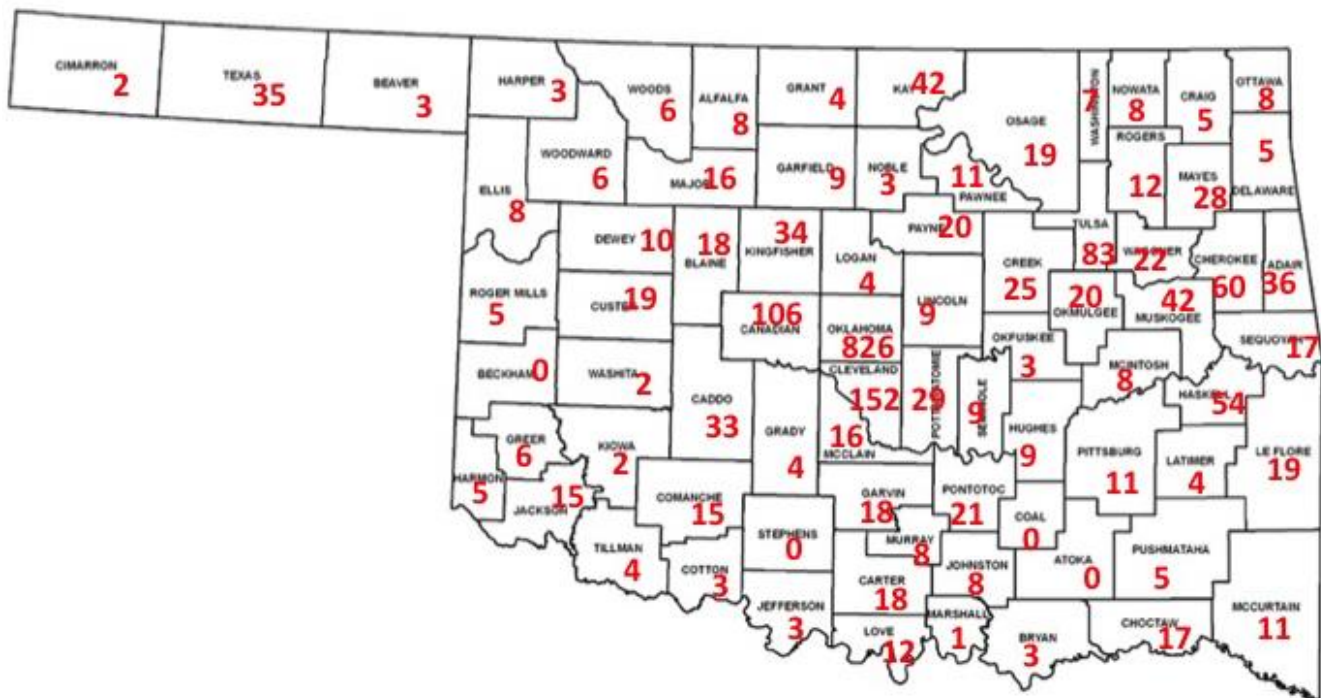 CIMARRON
2
TEXAS
35
BEAVER
3
HARPER
3
WOODS
6
ALFALFA
8
GRANT
4
KAY
42
OSAGE
19
WASHINGTON
7
NOWATA
8
CRAIG
5
OTTAWA
8
ROGERS
12
MAYES
28
5
DELAWARE
ELLIS
8
WOODWARD
6
MAJOR
16
GARFIELD
9
NOBLE
3
11
PAWNEE
DEWEY
10
18
BLAINE
34
KINGFISHER
LOGAN
4
PAYNE
20
CREEK
25
TULSA
83
WAGONER
22
CHEROKEE
60
ADAIR
36
ROGER MILLS
5
CUSTER
19
106
CANADIAN
OKLAHOMA
826
LINCOLN
9
20
OKMULGEE
42
MUSKOGEE
SEQUOYAH
17
BECKHAM
0
WASHITA
2
CADDO
33
GRADY
4
CLEVELAND
152
16
MCCLAIN
29
POTTAWATOMIE
SEMINOLE
9
OKFUSKEE
3
MCINTOSH
8
HASKELL
54
HUGHES
9
PITTSBURG
11
LATIMER
4
LE FLORE
19
GREER
6
KIOWA
2
HARMON
5
JACKSON
15
COMANCHE
15
GARVIN
18
PONTOTOC
21
COAL
0
TILLMAN
4
COTTON
3
STEPHENS
0
MURRAY
8
JOHNSTON
8
ATOKA
0
PUSHMATAHA
5
JEFFERSON
3
CARTER
18
LOVE
12
MARSHALL
1
BRYAN
3
CHOCTAW
17
MCCURTAIN
11